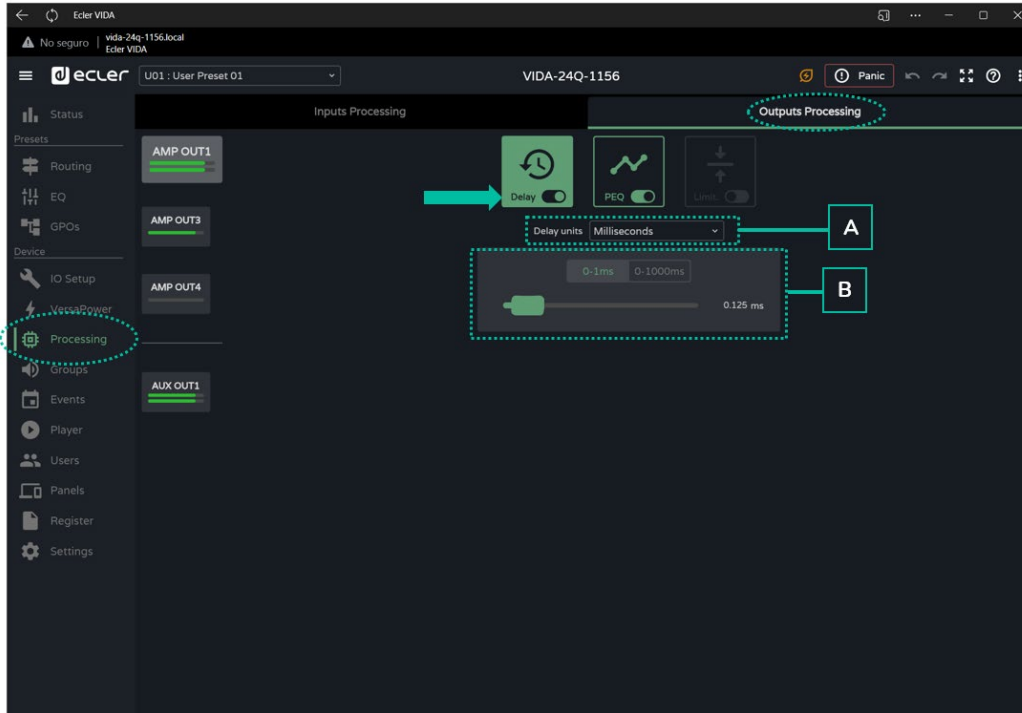 Ecler VIDA
No seguro
vida-24q-1156.local
Ecler VIDA
ecler
U01 : User Preset 01
VIDA-24Q-1156
Panic
Status
Presets
Routing
EQ
GPOs
Device
IO Setup
VersaPower
Processing
Groups
Events
Player
Users
Panels
Register
Settings
Inputs Processing
Outputs Processing
AMP OUT1
AMP OUT3
AMP OUT4
AUX OUT1
Delay
PEQ
Limit.
Delay units
Milliseconds
A
0-1ms
0-1000ms
0.125 ms
B